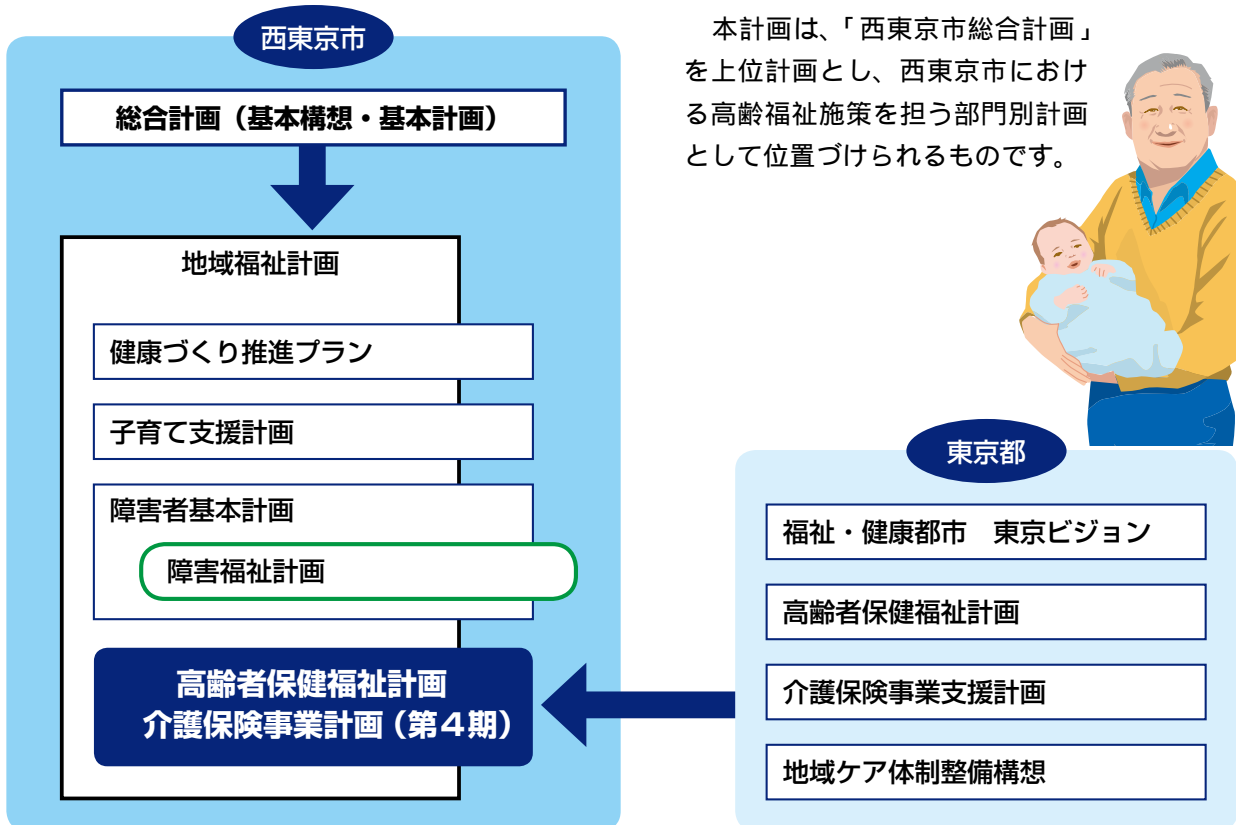 西東京市
総合計画（基本構想・基本計画）
地域福祉計画
健康づくり推進プラン
子育て支援計画
障害者基本計画
障害福祉計画
高齢者保健福祉計画
介護保険事業計画（第４期）
本計画は、「西東京市総合計画」
を上位計画とし、西東京市におけ
る高齢福祉施策を担う部門別計画
として位置づけられるものです。
東京都
福祉・健康都市　東京ビジョン
高齢者保健福祉計画
介護保険事業支援計画
地域ケア体制整備構想